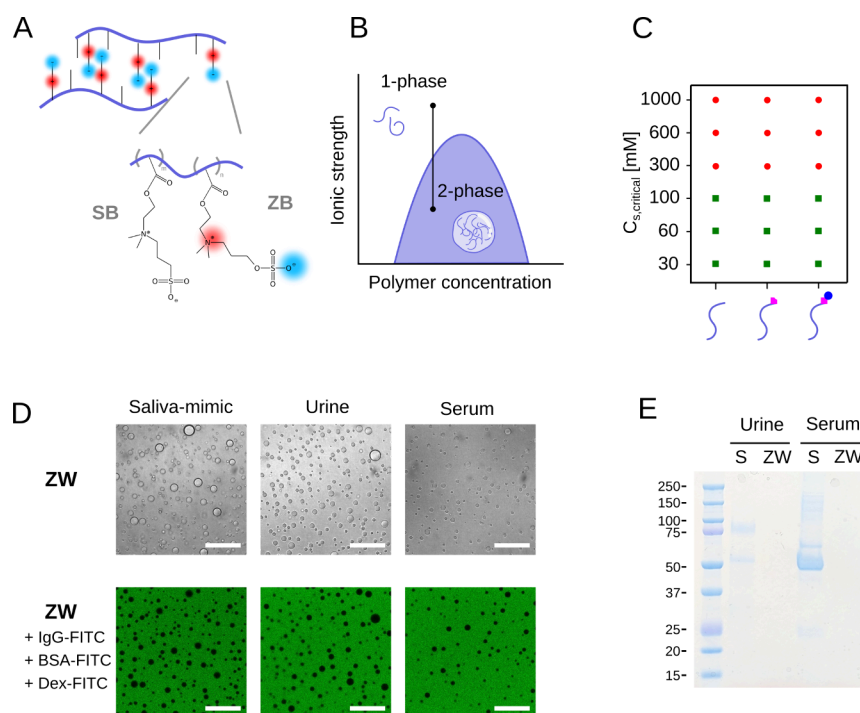 A
SB
ZB
m
n
O
O
O
O
N+
N+
O
S
O
O
O
O
S
O
O
B
1-phase
2-phase
Ionic strength
Polymer concentration
C
Cs,critical [mM]
1000
600
300
100
60
30
D
Saliva-mimic
Urine
Serum
ZW
ZW
+ IgG-FITC
+ BSA-FITC
+ Dex-FITC
E
Urine
Serum
S
ZW
S
ZW
250-
150-
100-
75-
50-
37-
25-
20-
15-